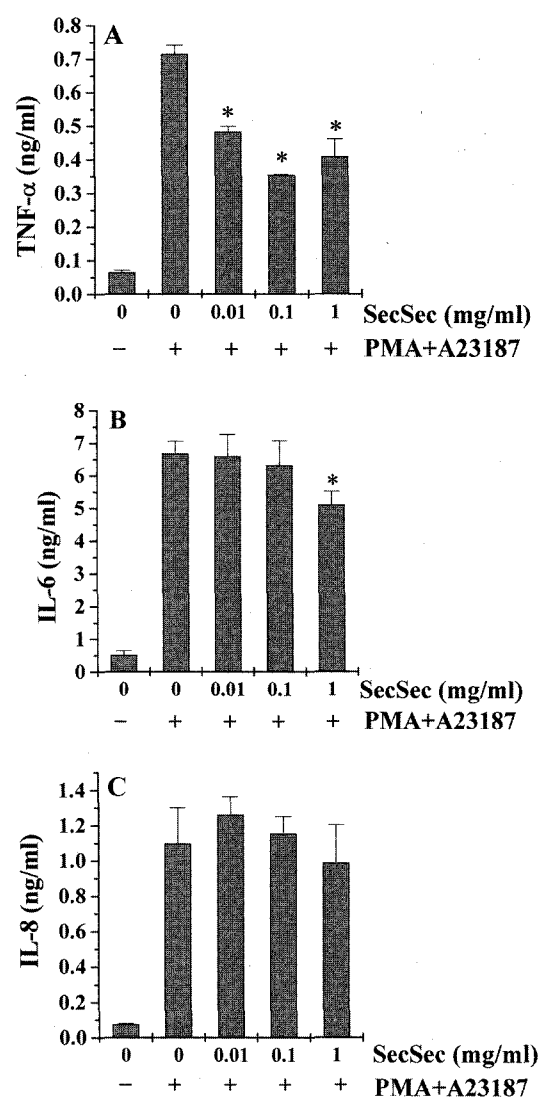 A
TNF-α (ng/ml)
0.8
0.7
0.6
0.5
0.4
0.3
0.2
0.1
0.0
* * *
0 0 0.01 0.1 1 SecSec (mg/ml)
− + + + + PMA+A23187
B
IL-6 (ng/ml)
8
7
6
5
4
3
2
1
0
*
0 0 0.01 0.1 1 SecSec (mg/ml)
− + + + + PMA+A23187
C
IL-8 (ng/ml)
1.4
1.2
1.0
0.8
0.6
0.4
0.2
0.0
0 0 0.01 0.1 1 SecSec (mg/ml)
− + + + + PMA+A23187